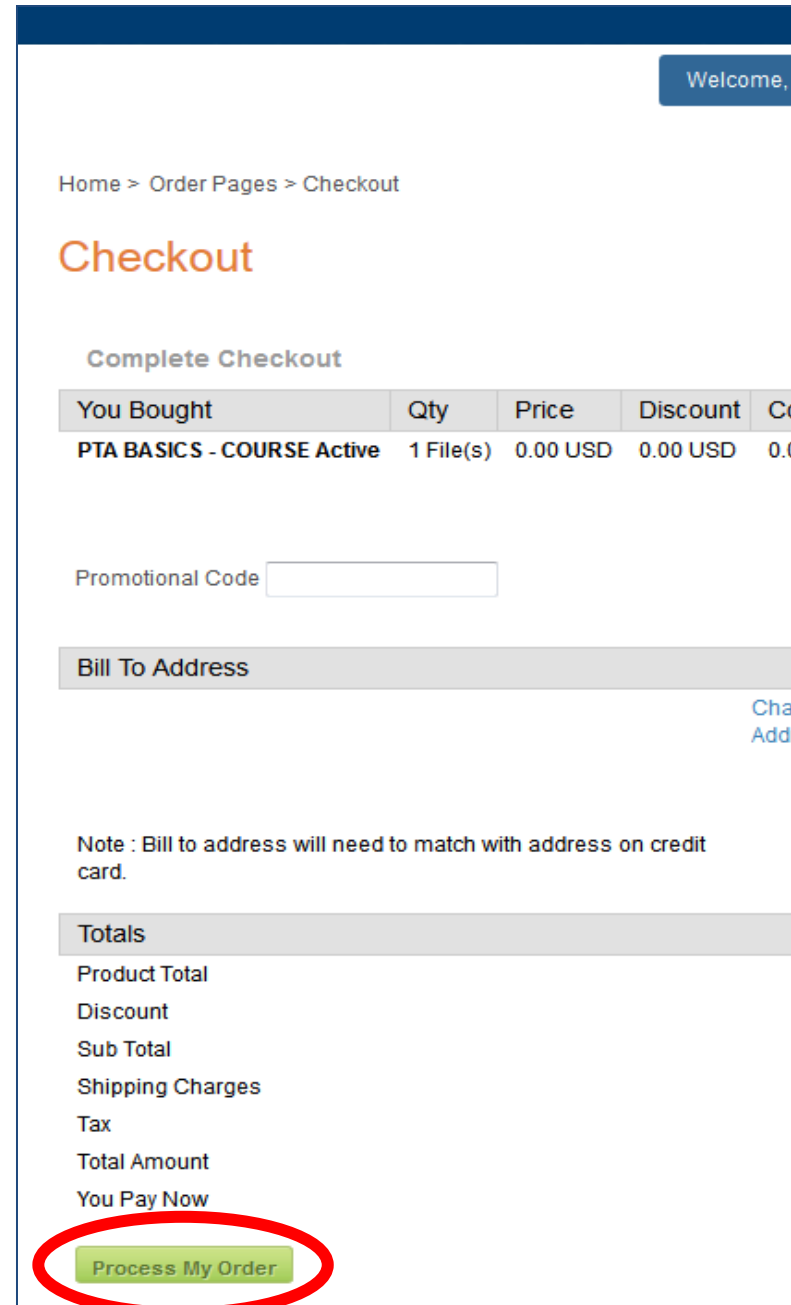 Welcome,
Home > Order Pages > Checkout
Checkout
Complete Checkout
You Bought Qty Price Discount
PTA BASICS - COURSE Active 1 File(s) 0.00 USD 0.00 USD
Promotional Code
Bill To Address
Note : Bill to address will need to match with address on credit
card.
Totals
Product Total
Discount
Sub Total
Shipping Charges
Tax
Total Amount
You Pay Now
Process My Order